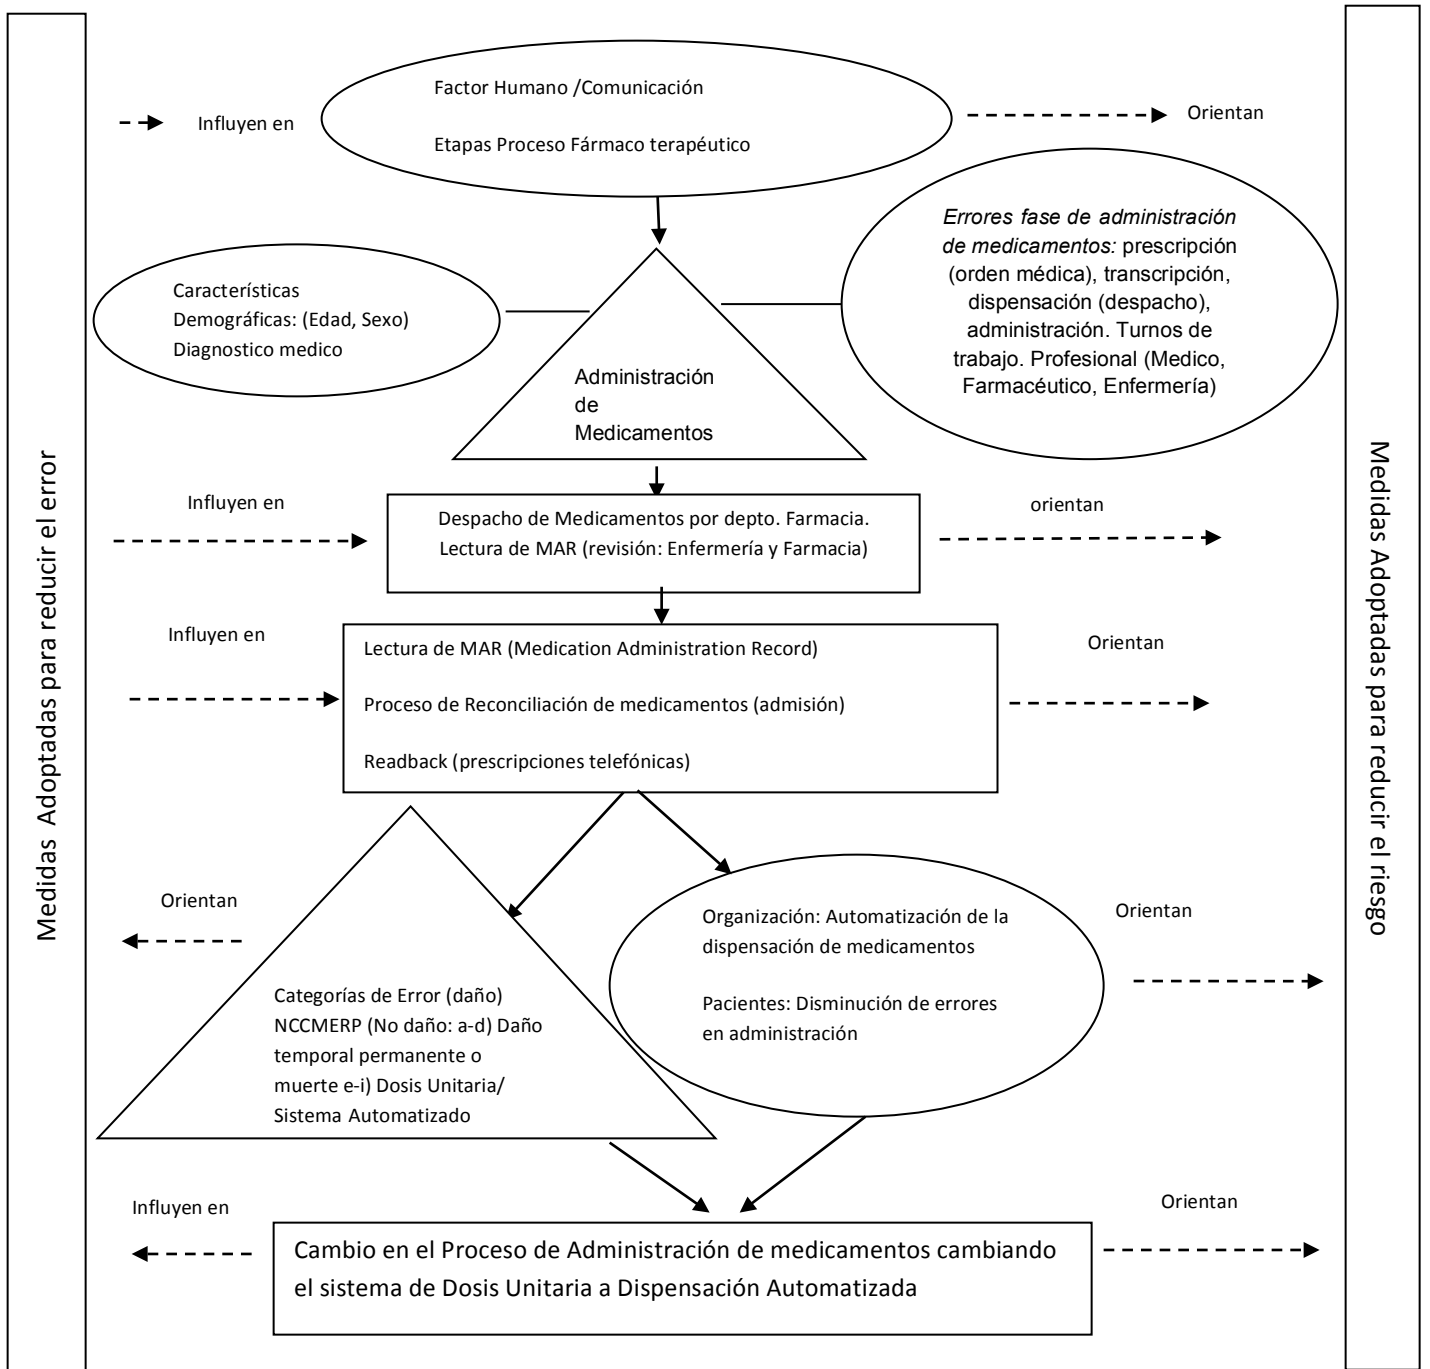 Medidas Adoptadas para reducir el error
Influyen en
Factor Humano /Comunicación
Etapas Proceso Fármaco terapéutico
Orientan
Características
Demográficas: (Edad, Sexo)
Diagnostico medico
Administración
de
Medicamentos
Errores fase de administración
de medicamentos: prescripción
(orden médica), transcripción,
dispensación (despacho),
administración. Turnos de
trabajo. Profesional (Medico,
Farmacéutico, Enfermería)
Influyen en
Despacho de Medicamentos por depto. Farmacia.
Lectura de MAR (revisión: Enfermería y Farmacia)
orientan
Influyen en
Lectura de MAR (Medication Administration Record)
Proceso de Reconciliación de medicamentos (admisión)
Readback (prescripciones telefónicas)
Orientan
Orientan
Categorías de Error (daño)
NCCMERP (No daño: a-d) Daño
temporal permanente o
muerte e-i) Dosis Unitaria/
Sistema Automatizado
Organización: Automatización de la
dispensación de medicamentos
Pacientes: Disminución de errores
en administración
Orientan
Influyen en
Cambio en el Proceso de Administración de medicamentos cambiando
el sistema de Dosis Unitaria a Dispensación Automatizada
Orientan
Medidas Adoptadas para reducir el riesgo